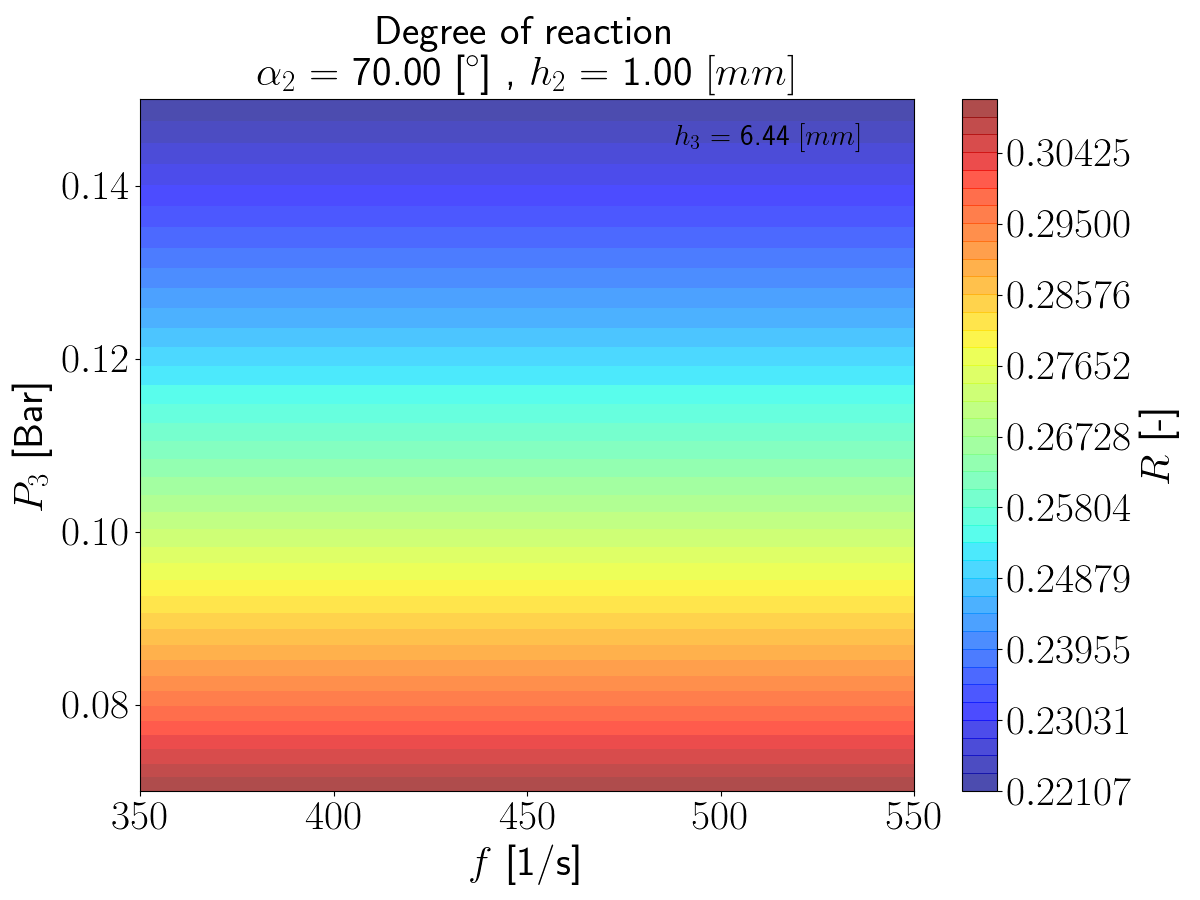 Degree of reaction
α₂ = 70.00 [°] , h₂ = 1.00 [mm]
h₃ = 6.44 [mm]
P₃ [Bar]
0.14
0.12
0.10
0.08
350 400 450 500 550
f [1/s]
0.30425
0.29500
0.28576
0.27652
0.26728
0.25804
0.24879
0.23955
0.23031
0.22107
R [-]